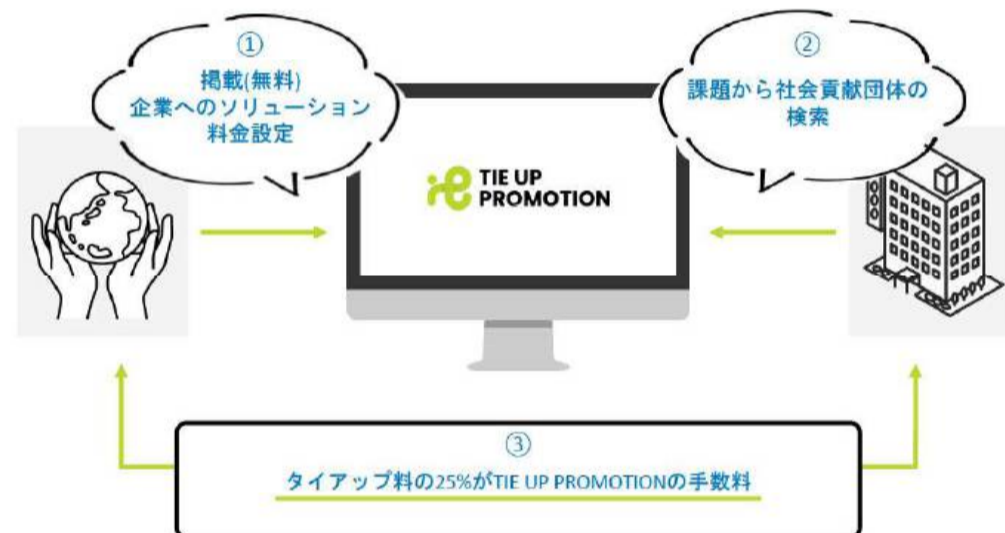 ①
掲載(無料)
企業へのソリューション
料金設定
②
課題から社会貢献団体の
検索
TIE UP
PROMOTION
③
タイアップ料の25%がTIE UP PROMOTIONの手数料